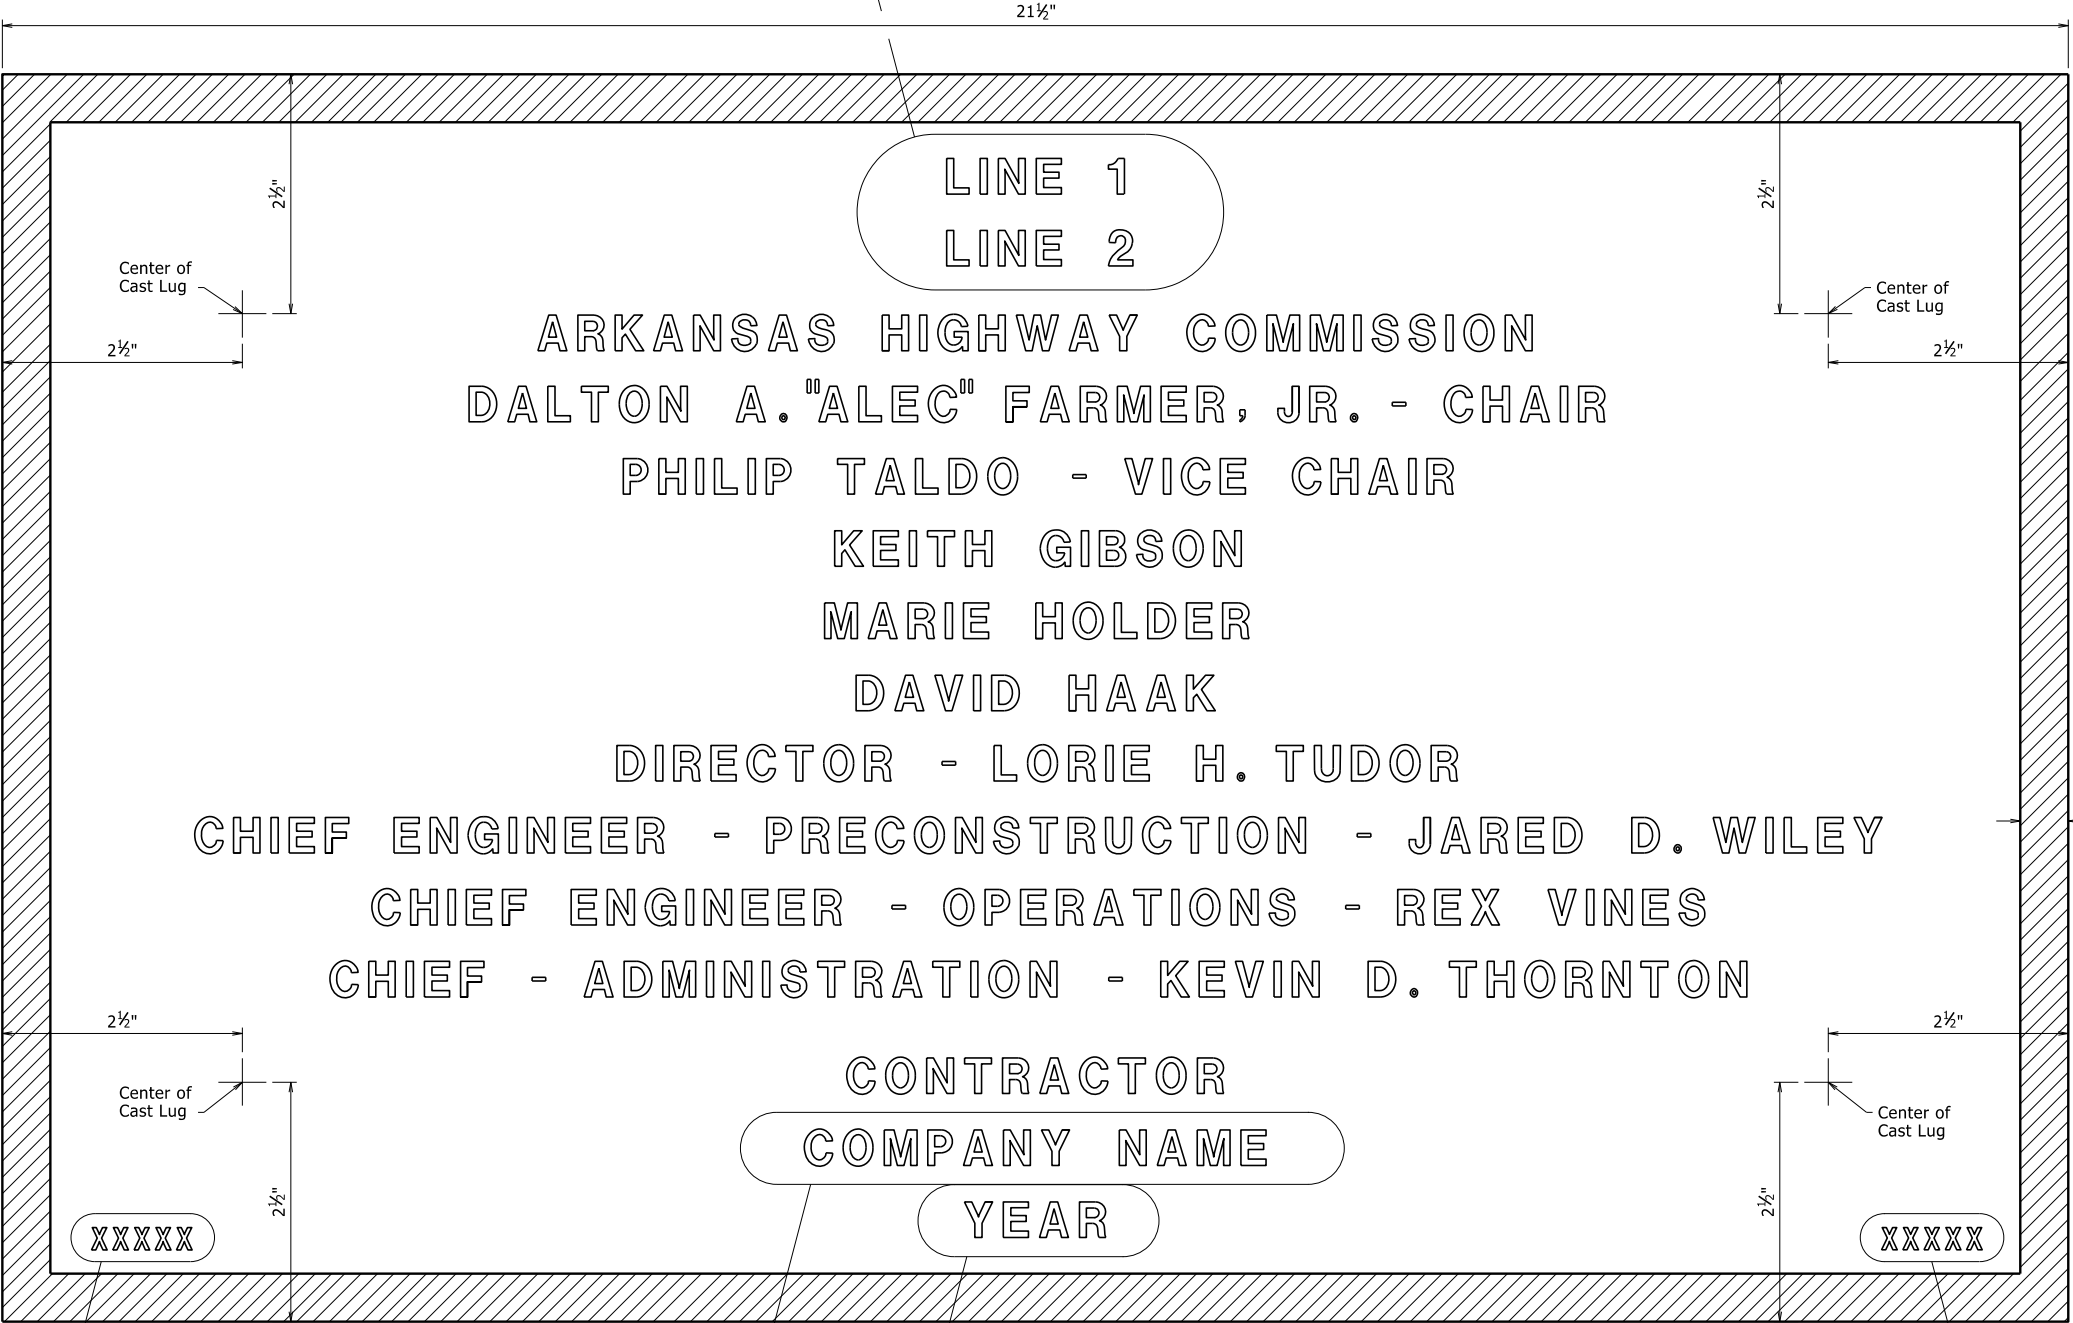 21½"
2½"
2½"
LINE 1
LINE 2
Center of
Cast Lug
Center of
Cast Lug
2½"
2½"
ARKANSAS HIGHWAY COMMISSION
DALTON A. "ALEC" FARMER, JR. - CHAIR
PHILIP TALDO - VICE CHAIR
KEITH GIBSON
MARIE HOLDER
DAVID HAAK
DIRECTOR - LORIE H. TUDOR
CHIEF ENGINEER - PRECONSTRUCTION - JARED D. WILEY
CHIEF ENGINEER - OPERATIONS - REX VINES
CHIEF - ADMINISTRATION - KEVIN D. THORNTON
2½"
2½"
Center of
Cast Lug
Center of
Cast Lug
CONTRACTOR
COMPANY NAME
YEAR
2½"
2½"
XXXXX
XXXXX